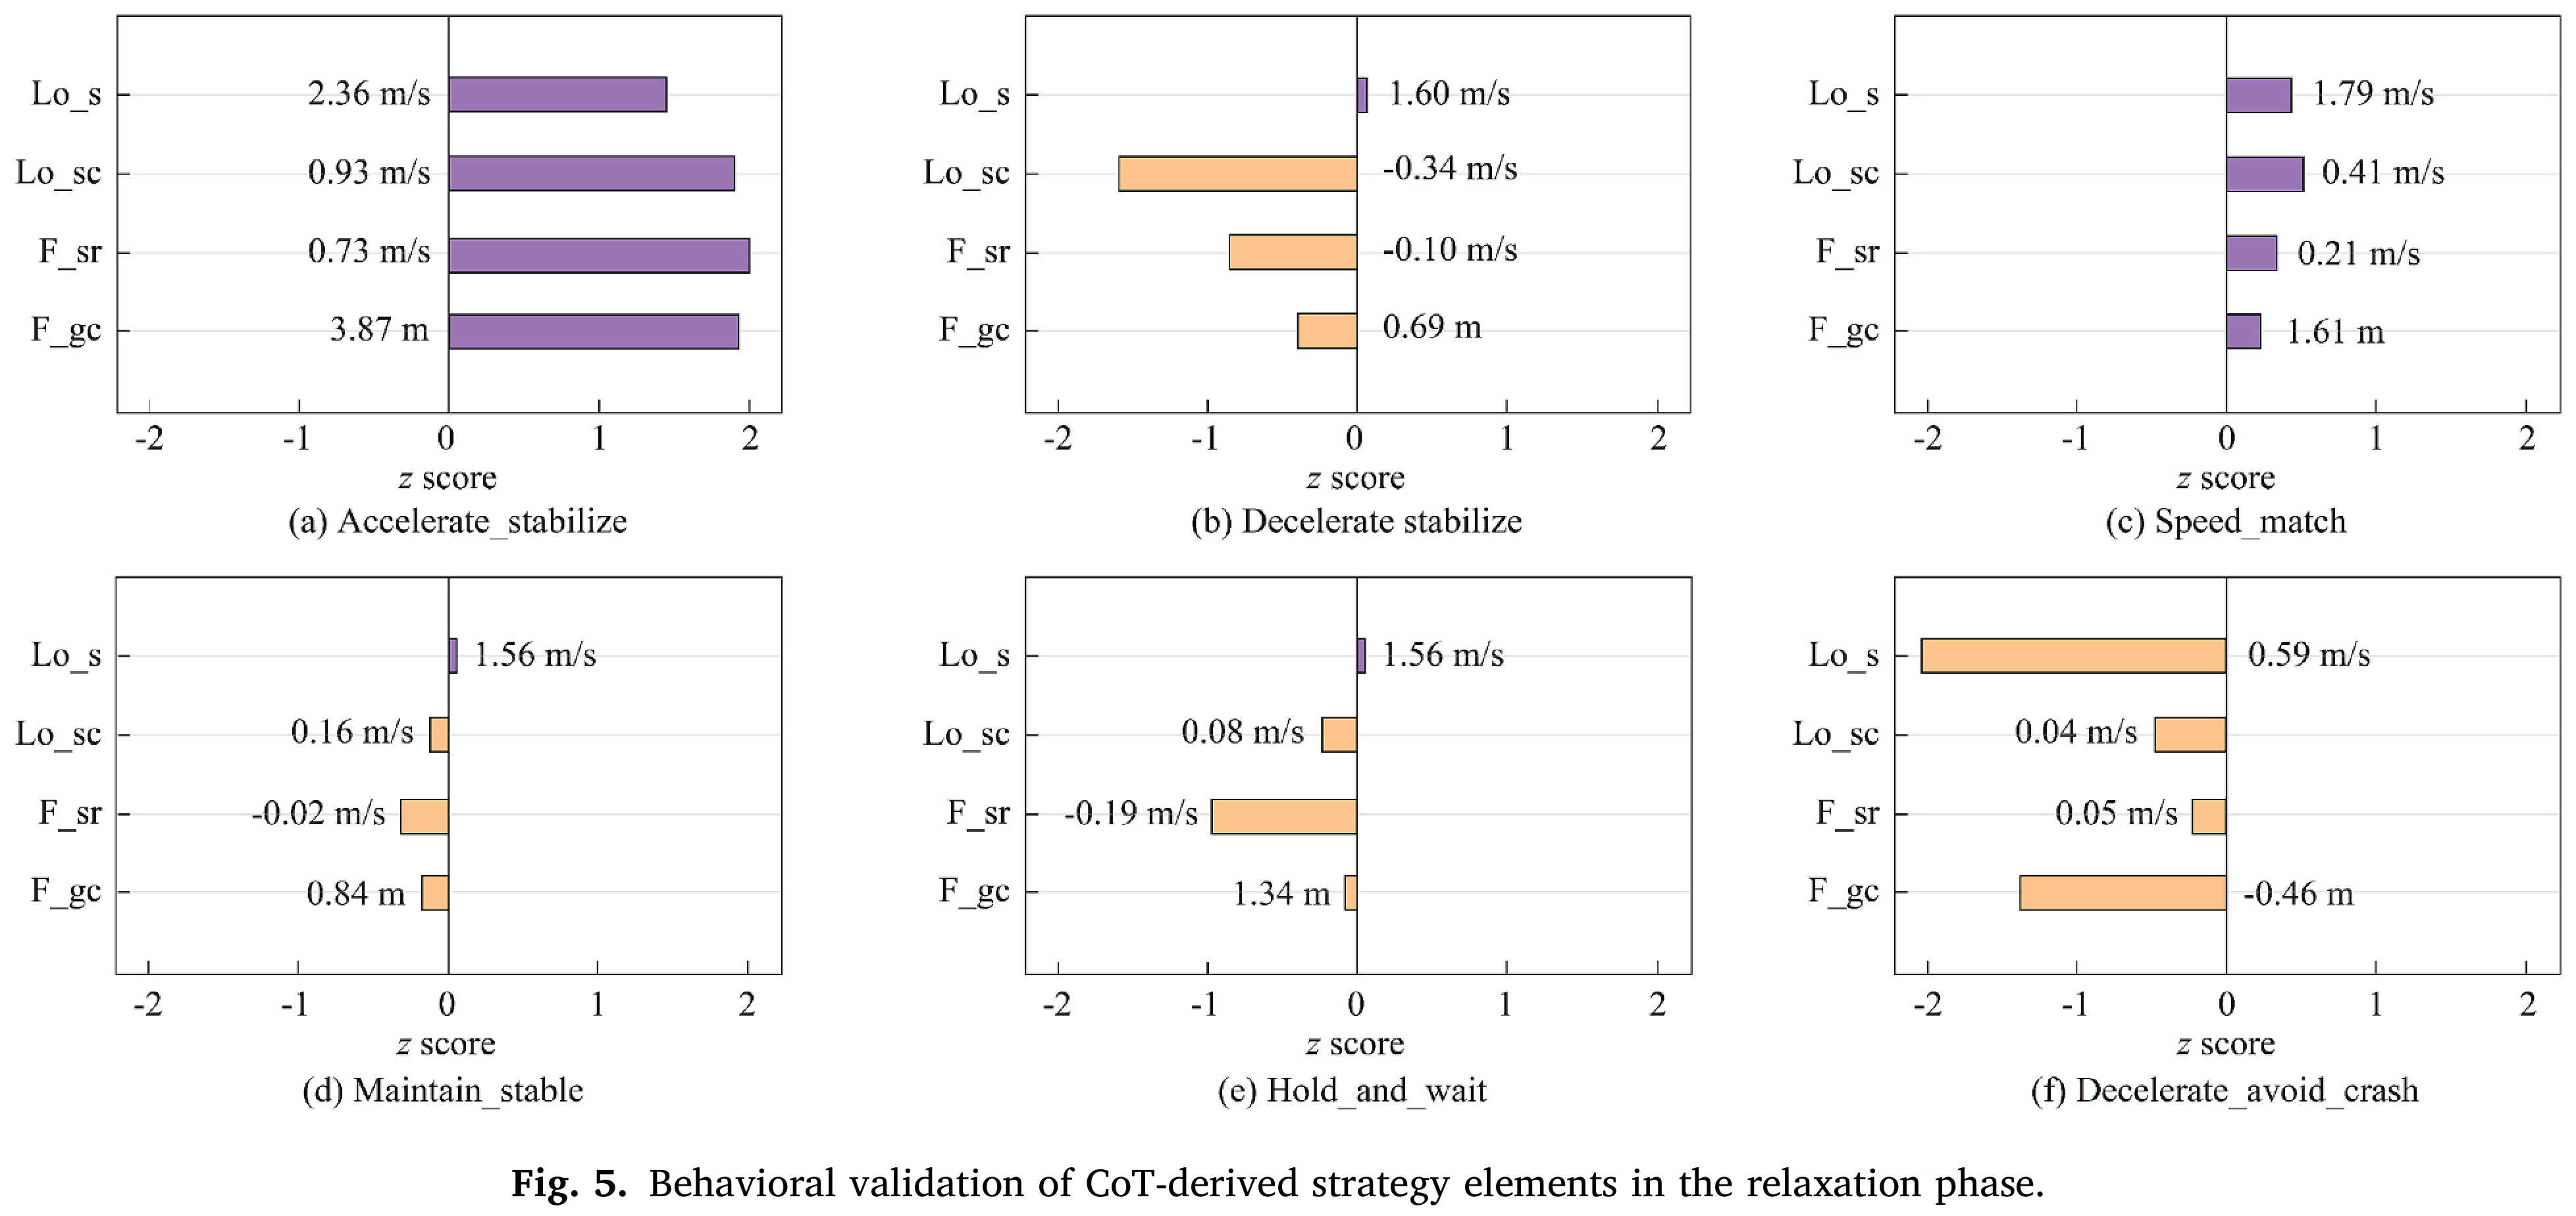 Lo_s 2.36 m/s
Lo_sc 0.93 m/s
F_sr 0.73 m/s
F_gc 3.87 m
-2 -1 0 1 2
z score
(a) Accelerate_stabilize
Lo_s 1.60 m/s
Lo_sc -0.34 m/s
F_sr -0.10 m/s
F_gc 0.69 m
-2 -1 0 1 2
z score
(b) Decelerate stabilize
Lo_s 1.79 m/s
Lo_sc 0.41 m/s
F_sr 0.21 m/s
F_gc 1.61 m
-2 -1 0 1 2
z score
(c) Speed_match
Lo_s 1.56 m/s
Lo_sc 0.16 m/s
F_sr -0.02 m/s
F_gc 0.84 m
-2 -1 0 1 2
z score
(d) Maintain_stable
Lo_s 1.56 m/s
Lo_sc 0.08 m/s
F_sr -0.19 m/s
F_gc 1.34 m
-2 -1 0 1 2
z score
(e) Hold_and_wait
Lo_s 0.59 m/s
Lo_sc 0.04 m/s
F_sr 0.05 m/s
F_gc -0.46 m
-2 -1 0 1 2
z score
(f) Decelerate_avoid_crash
Fig. 5. Behavioral validation of CoT-derived strategy elements in the relaxation phase.